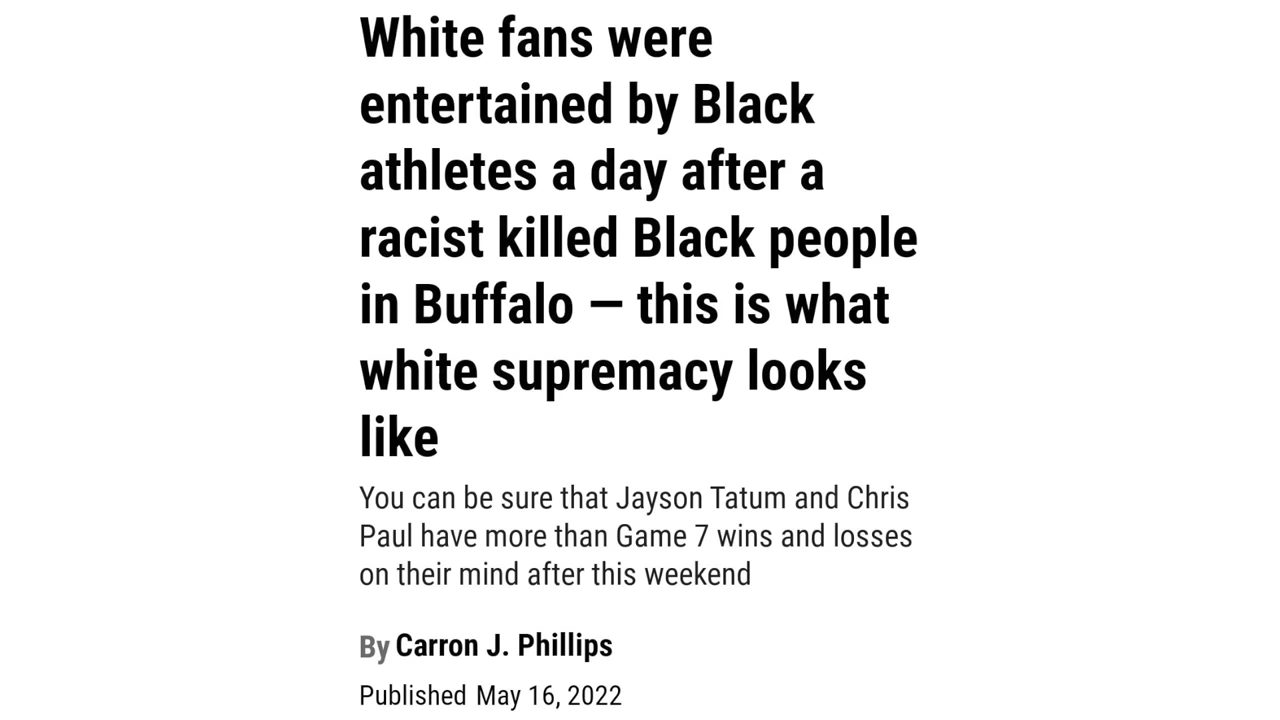 White fans were
entertained by Black
athletes a day after a
racist killed Black people
in Buffalo — this is what
white supremacy looks
like
You can be sure that Jayson Tatum and Chris
Paul have more than Game 7 wins and losses
on their mind after this weekend
By Carron J. Phillips
Published May 16, 2022